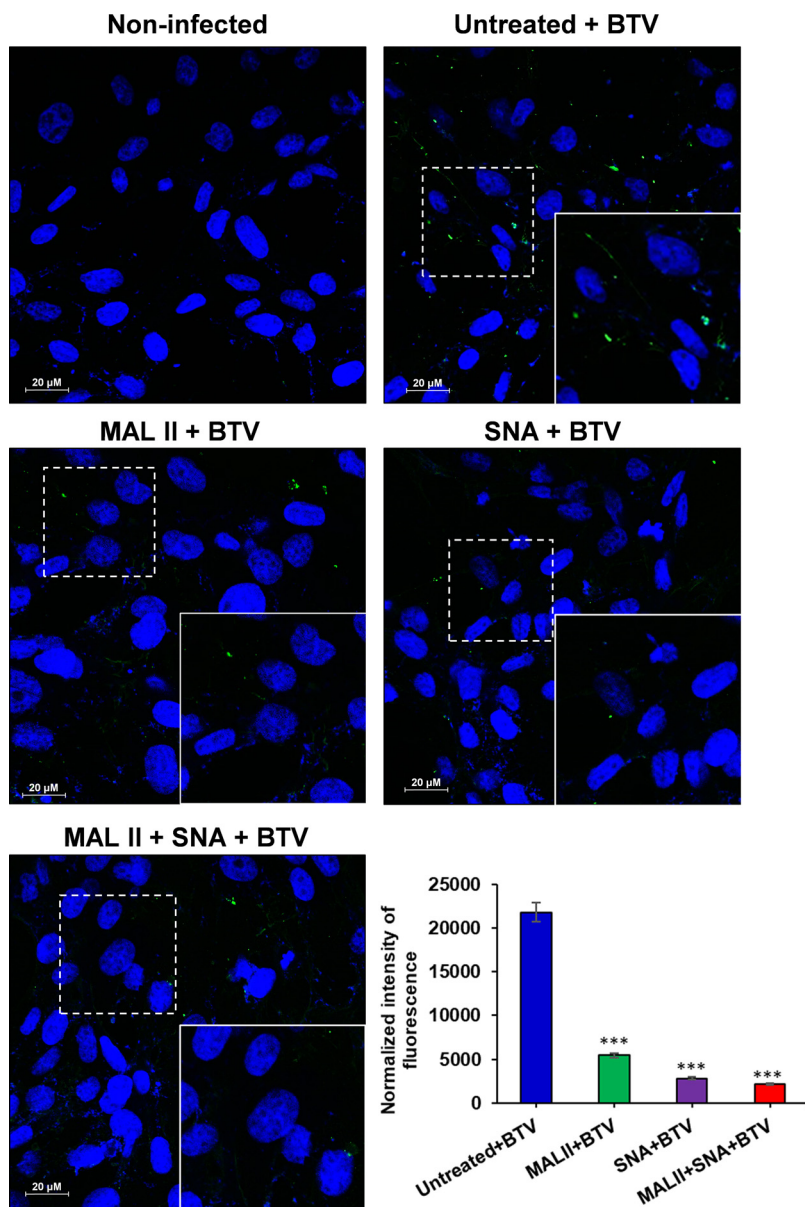 Non-infected
Untreated + BTV
20 µM
20 µM
MAL II + BTV
SNA + BTV
20 µM
20 µM
MAL II + SNA + BTV
20 µM
Normalized intensity of
fluorescence
25000
20000
15000
10000
5000
0
***
***
***
Untreated+BTV
MALII+BTV
SNA+BTV
MALII+SNA+BTV